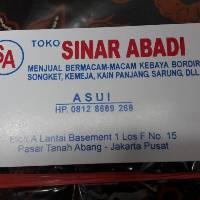 SA
TOKO
SINAR ABADI
MENJUAL BERMACAM-MACAM KEBAYA BORDIR
SONGKET, KEMEJA, KAIN PANJANG, SARUNG, DLL
ASUI
HP. 0812 8689 268
Blok A Lantai Basement 1 Los F No. 15
Pasar Tanah Abang - Jakarta Pusat